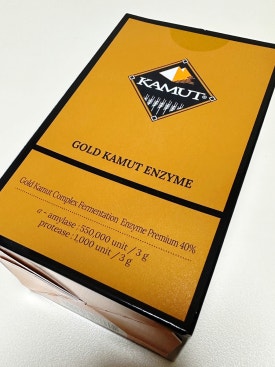 KAMUT®
GOLD KAMUT ENZYME
Gold Kamut Complex Fermentation Enzyme Premium 40%
α - amylase : 550,000 unit / 3 g
protease : 1,000 unit / 3 g